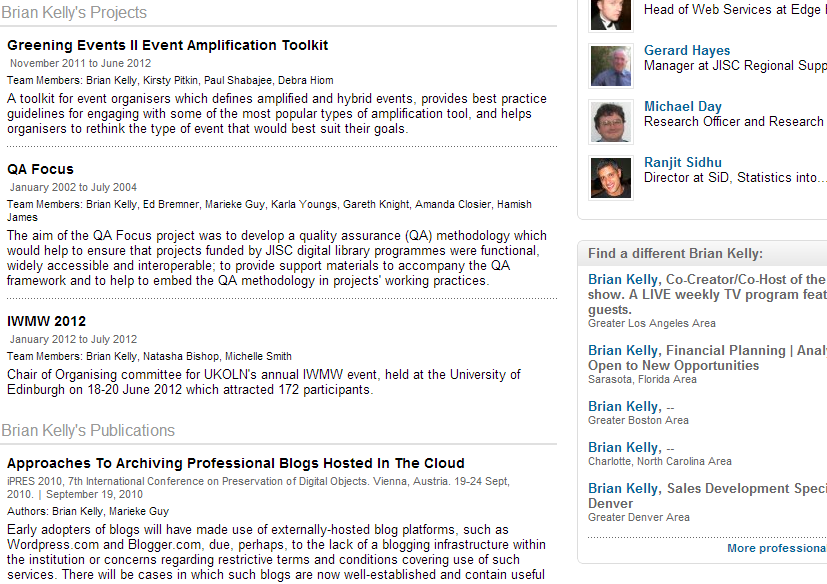 Brian Kelly's Projects
Greening Events II Event Amplification Toolkit
November 2011 to June 2012
Team Members: Brian Kelly, Kirsty Pitkin, Paul Shabajee, Debra Hiom
A toolkit for event organisers which defines amplified and hybrid events, provides best practice
guidelines for engaging with some of the most popular types of amplification tool, and helps
organisers to rethink the type of event that would best suit their goals.
QA Focus
January 2002 to July 2004
Team Members: Brian Kelly, Ed Bremner, Marieke Guy, Karla Youngs, Gareth Knight, Amanda Closier, Hamish
James
The aim of the QA Focus project was to develop a quality assurance (QA) methodology which
would help to ensure that projects funded by JISC digital library programmes were functional,
widely accessible and interoperable; to provide support materials to accompany the QA
framework and to help to embed the QA methodology in projects' working practices.
IWMW 2012
January 2012 to July 2012
Team Members: Brian Kelly, Natasha Bishop, Michelle Smith
Chair of Organising committee for UKOLN's annual IWMW event, held at the University of
Edinburgh on 18-20 June 2012 which attracted 172 participants.
Brian Kelly's Publications
Approaches To Archiving Professional Blogs Hosted In The Cloud
iPRES 2010, 7th International Conference on Preservation of Digital Objects. Vienna, Austria. 19-24 Sept,
2010. | September 19, 2010
Authors: Brian Kelly, Marieke Guy
Early adopters of blogs will have made use of externally-hosted blog platforms, such as
Wordpress.com and Blogger.com, due, perhaps, to the lack of a blogging infrastructure within
the institution or concerns regarding restrictive terms and conditions covering use of such
services. There will be cases in which such blogs are now well-established and contain useful
Head of Web Services at Edge
Gerard Hayes
Manager at JISC Regional Supp
Michael Day
Research Officer and Research
Ranjit Sidhu
Director at SiD, Statistics into...
Find a different Brian Kelly:
Brian Kelly, Co-Creator/Co-Host of the
show. A LIVE weekly TV program feat
guests.
Greater Los Angeles Area
Brian Kelly, Financial Planning | Anal
Open to New Opportunities
Sarasota, Florida Area
Brian Kelly, --
Greater Boston Area
Brian Kelly, --
Charlotte, North Carolina Area
Brian Kelly, Sales Development Speci
Denver
Greater Denver Area
More professiona